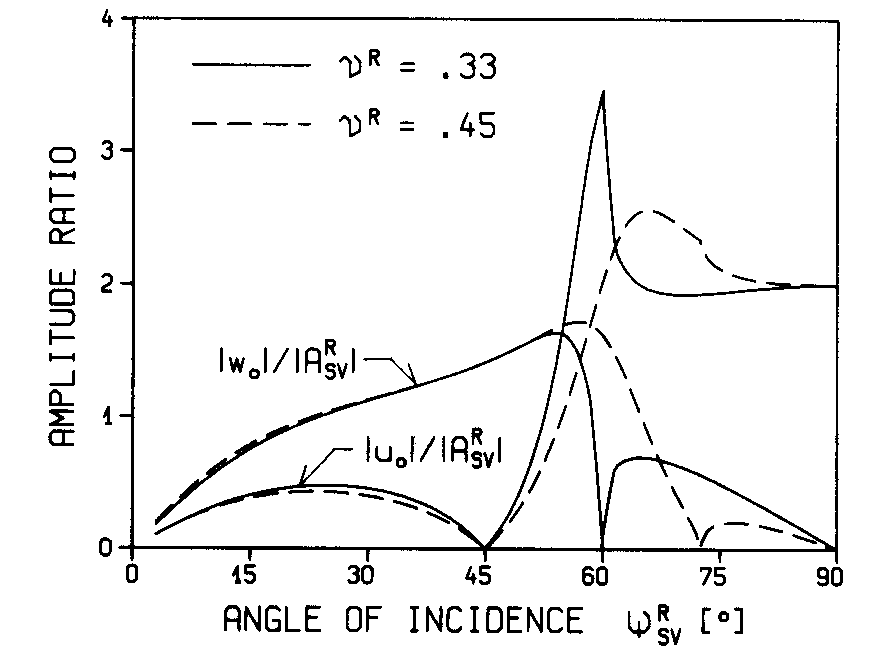 4
3
2
1
0
AMPLITUDE RATIO
ν^R = .33
ν^R = .45
|w₀|/|A^R_SV|
|u₀|/|A^R_SV|
0 15 30 45 60 75 90
ANGLE OF INCIDENCE ψ^R_SV [°]